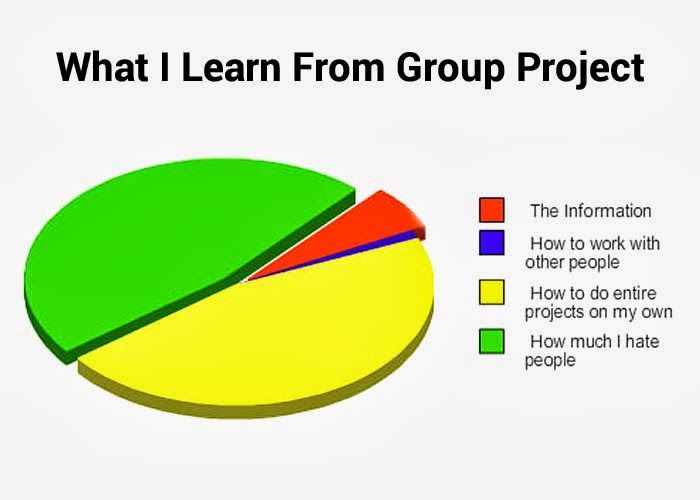 What I Learn From Group Project
The Information
How to work with
other people
How to do entire
projects on my own
How much I hate
people